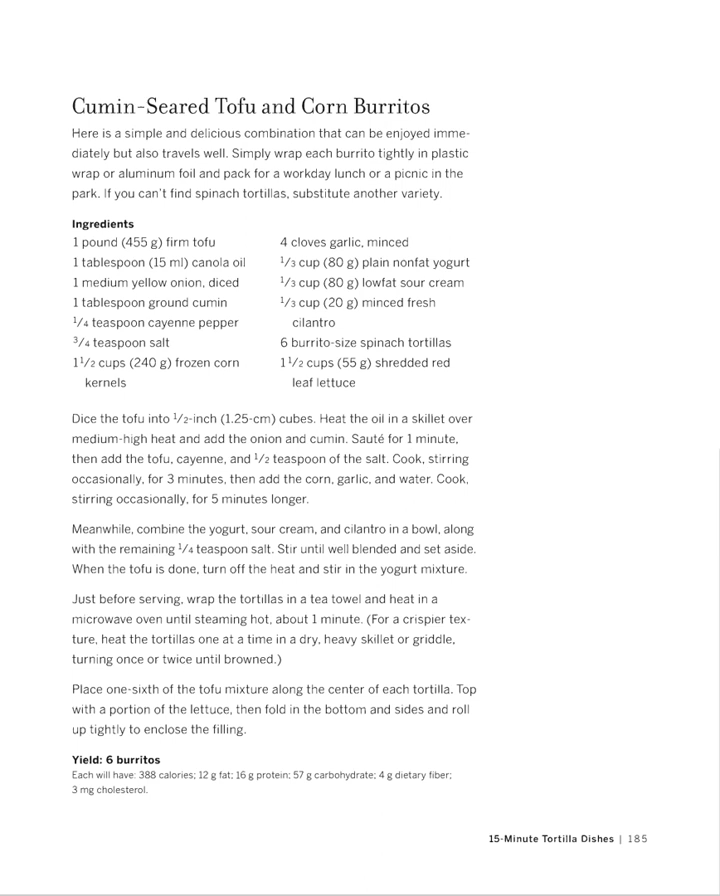 Cumin-Seared Tofu and Corn Burritos
Here is a simple and delicious combination that can be enjoyed imme-
diately but also travels well. Simply wrap each burrito tightly in plastic
wrap or aluminum foil and pack for a workday lunch or a picnic in the
park. If you can't find spinach tortillas, substitute another variety.
Ingredients
1 pound (455 g) firm tofu
1 tablespoon (15 ml) canola oil
1 medium yellow onion, diced
1 tablespoon ground cumin
1/4 teaspoon cayenne pepper
3/4 teaspoon salt
1 1/2 cups (240 g) frozen corn
kernels
4 cloves garlic, minced
1/3 cup (80 g) plain nonfat yogurt
1/3 cup (80 g) lowfat sour cream
1/3 cup (20 g) minced fresh
cilantro
6 burrito-size spinach tortillas
1 1/2 cups (55 g) shredded red
leaf lettuce
Dice the tofu into 1/2-inch (1.25-cm) cubes. Heat the oil in a skillet over
medium-high heat and add the onion and cumin. Sauté for 1 minute,
then add the tofu, cayenne, and 1/2 teaspoon of the salt. Cook, stirring
occasionally, for 3 minutes, then add the corn, garlic, and water. Cook,
stirring occasionally, for 5 minutes longer.
Meanwhile, combine the yogurt, sour cream, and cilantro in a bowl, along
with the remaining 1/4 teaspoon salt. Stir until well blended and set aside.
When the tofu is done, turn off the heat and stir in the yogurt mixture.
Just before serving, wrap the tortillas in a tea towel and heat in a
microwave oven until steaming hot, about 1 minute. (For a crispier tex-
ture, heat the tortillas one at a time in a dry, heavy skillet or griddle,
turning once or twice until browned.)
Place one-sixth of the tofu mixture along the center of each tortilla. Top
with a portion of the lettuce, then fold in the bottom and sides and roll
up tightly to enclose the filling.
Yield: 6 burritos
Each will have: 388 calories; 12 g fat; 16 g protein; 57 g carbohydrate; 4 g dietary fiber;
3 mg cholesterol.
15-Minute Tortilla Dishes | 185